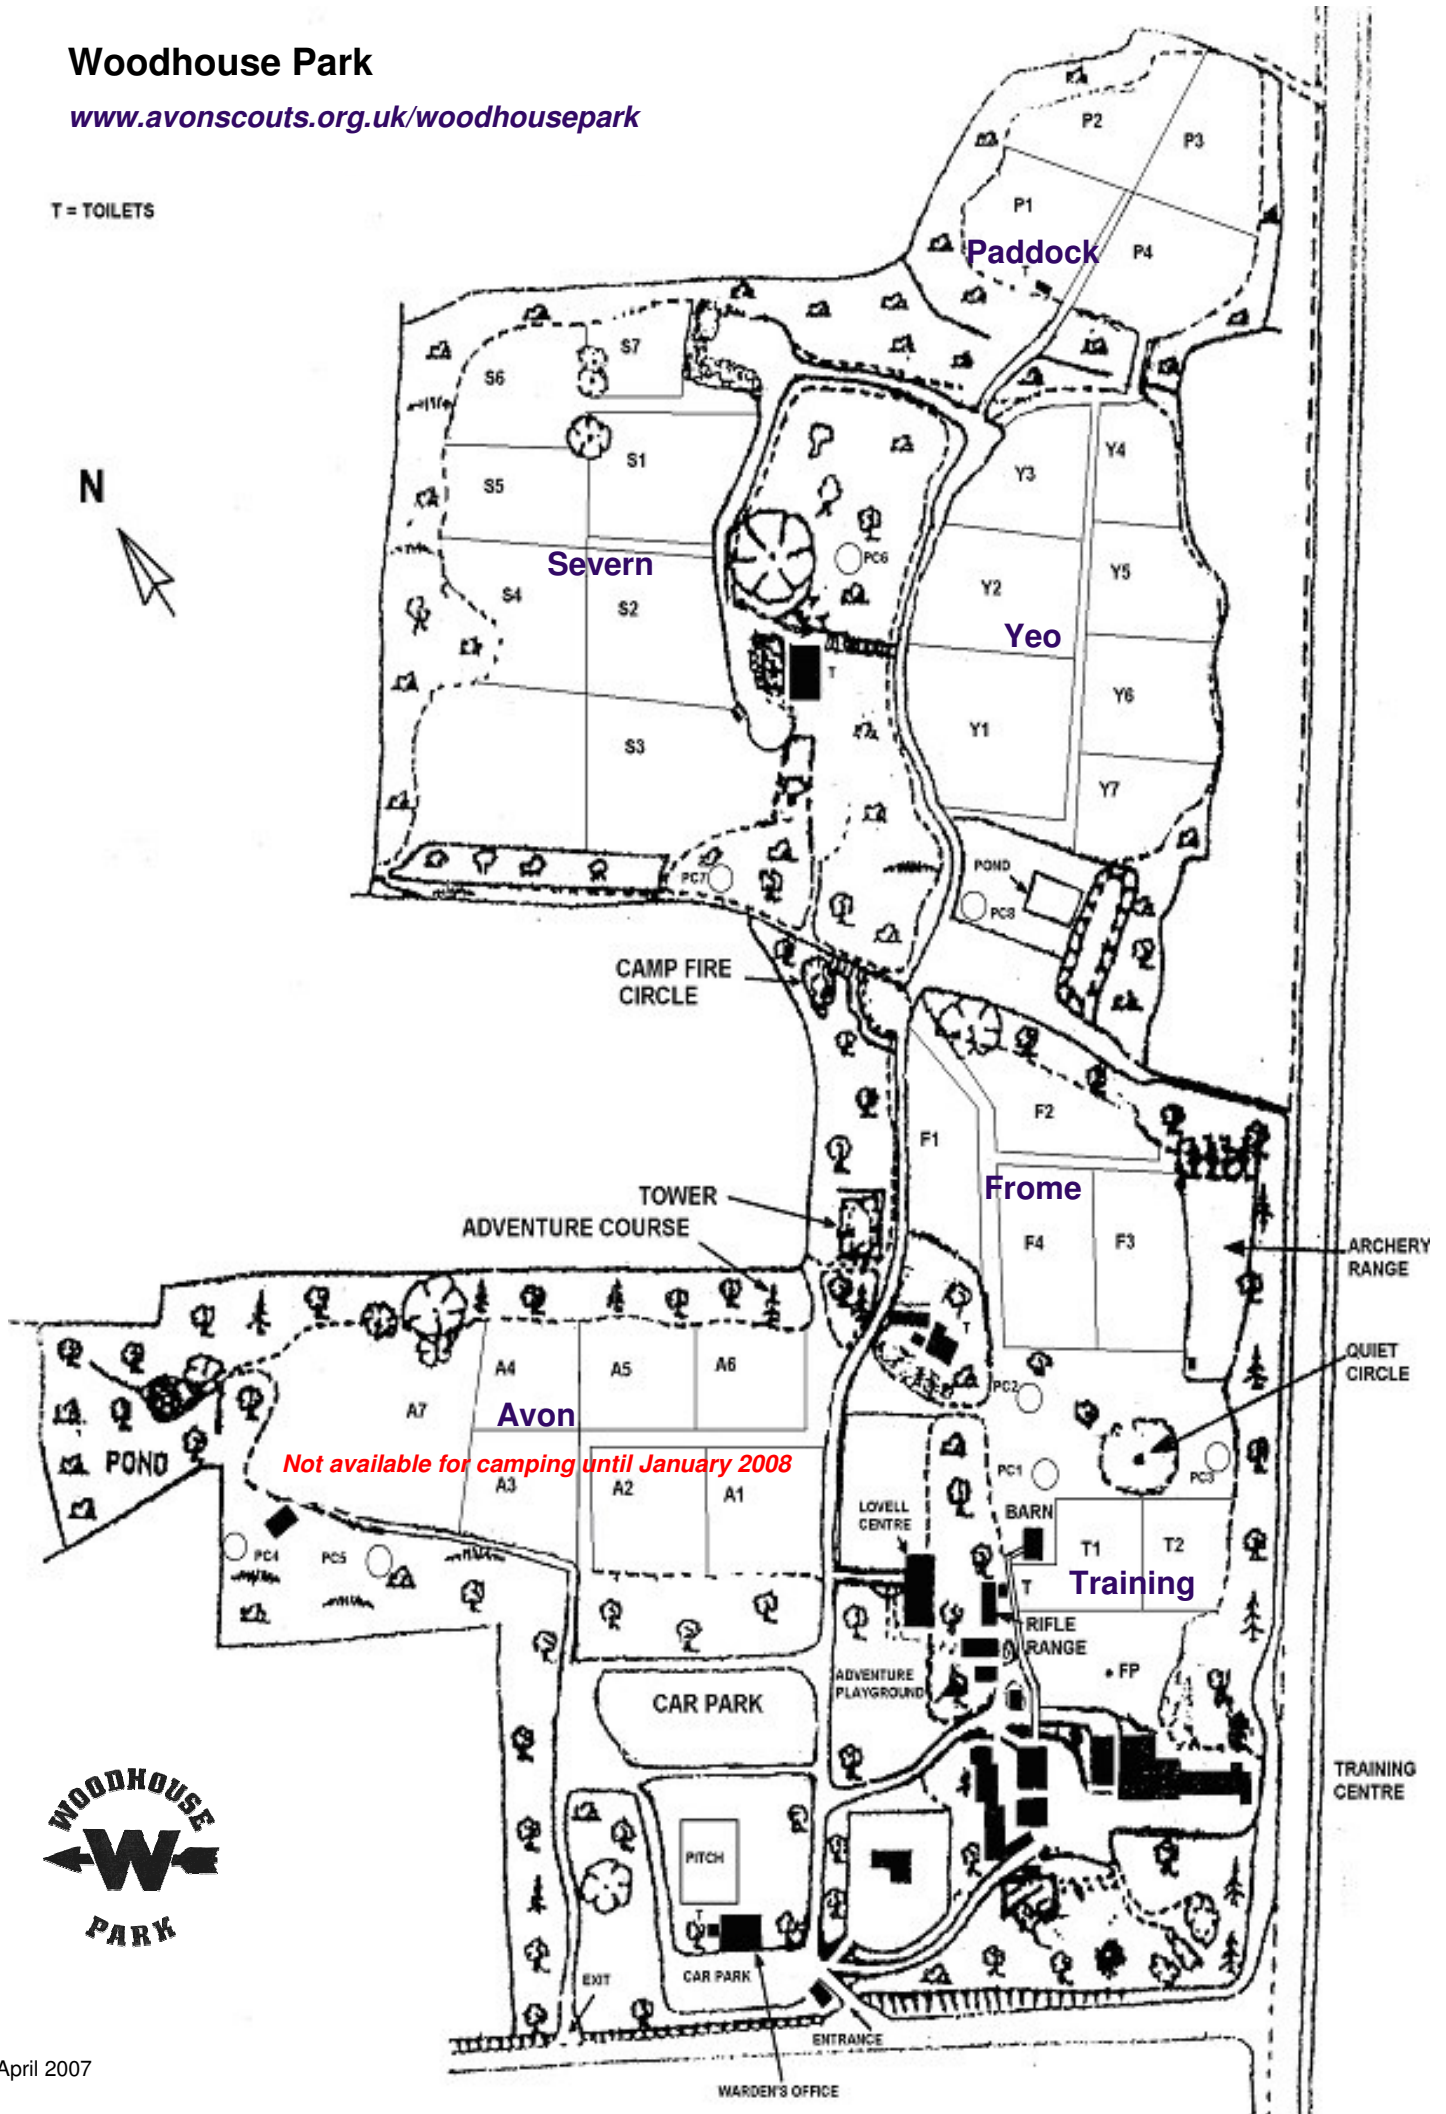 Woodhouse Park
www.avonscouts.org.uk/woodhousepark
T = TOILETS
P2
P3
P1
Paddock
P4
T
N
S7
S6
S1
S5
Severn
S4
S2
S3
T
PC6
Y4
Y3
Y5
Y2
Yeo
Y6
Y1
Y7
PC7
POND
PC8
CAMP FIRE
CIRCLE
F2
F1
Frome
F4
F3
TOWER
ADVENTURE COURSE
ARCHERY
RANGE
T
QUIET
CIRCLE
PC2
PC1
PC3
A4
A5
A6
A7
Avon
Not available for camping until January 2008
A3
A2
A1
POND
PC4
PC5
LOVELL
CENTRE
BARN
T1
T2
Training
T
RIFLE
RANGE
ADVENTURE
PLAYGROUND
FP
CAR PARK
TRAINING
CENTRE
WOODHOUSE
W
PARK
PITCH
T
CAR PARK
EXIT
ENTRANCE
WARDEN'S OFFICE
April 2007